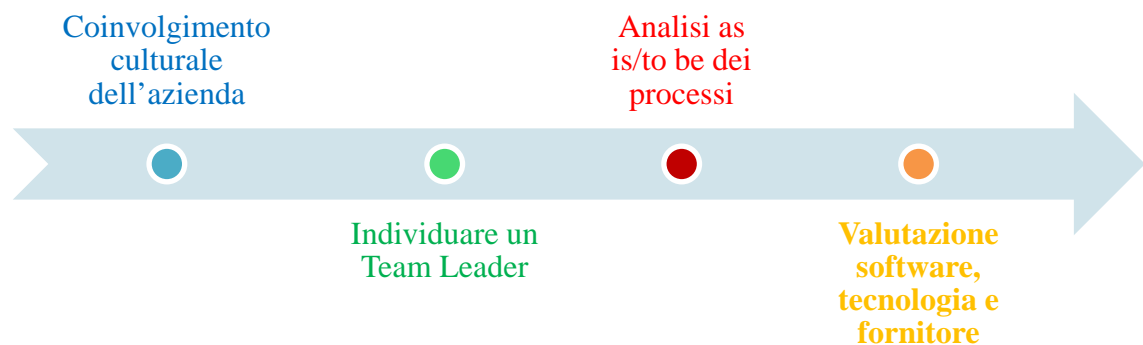 Coinvolgimento
culturale
dell’azienda
Individuare un
Team Leader
Analisi as
is/to be dei
processi
Valutazione
software,
tecnologia e
fornitore